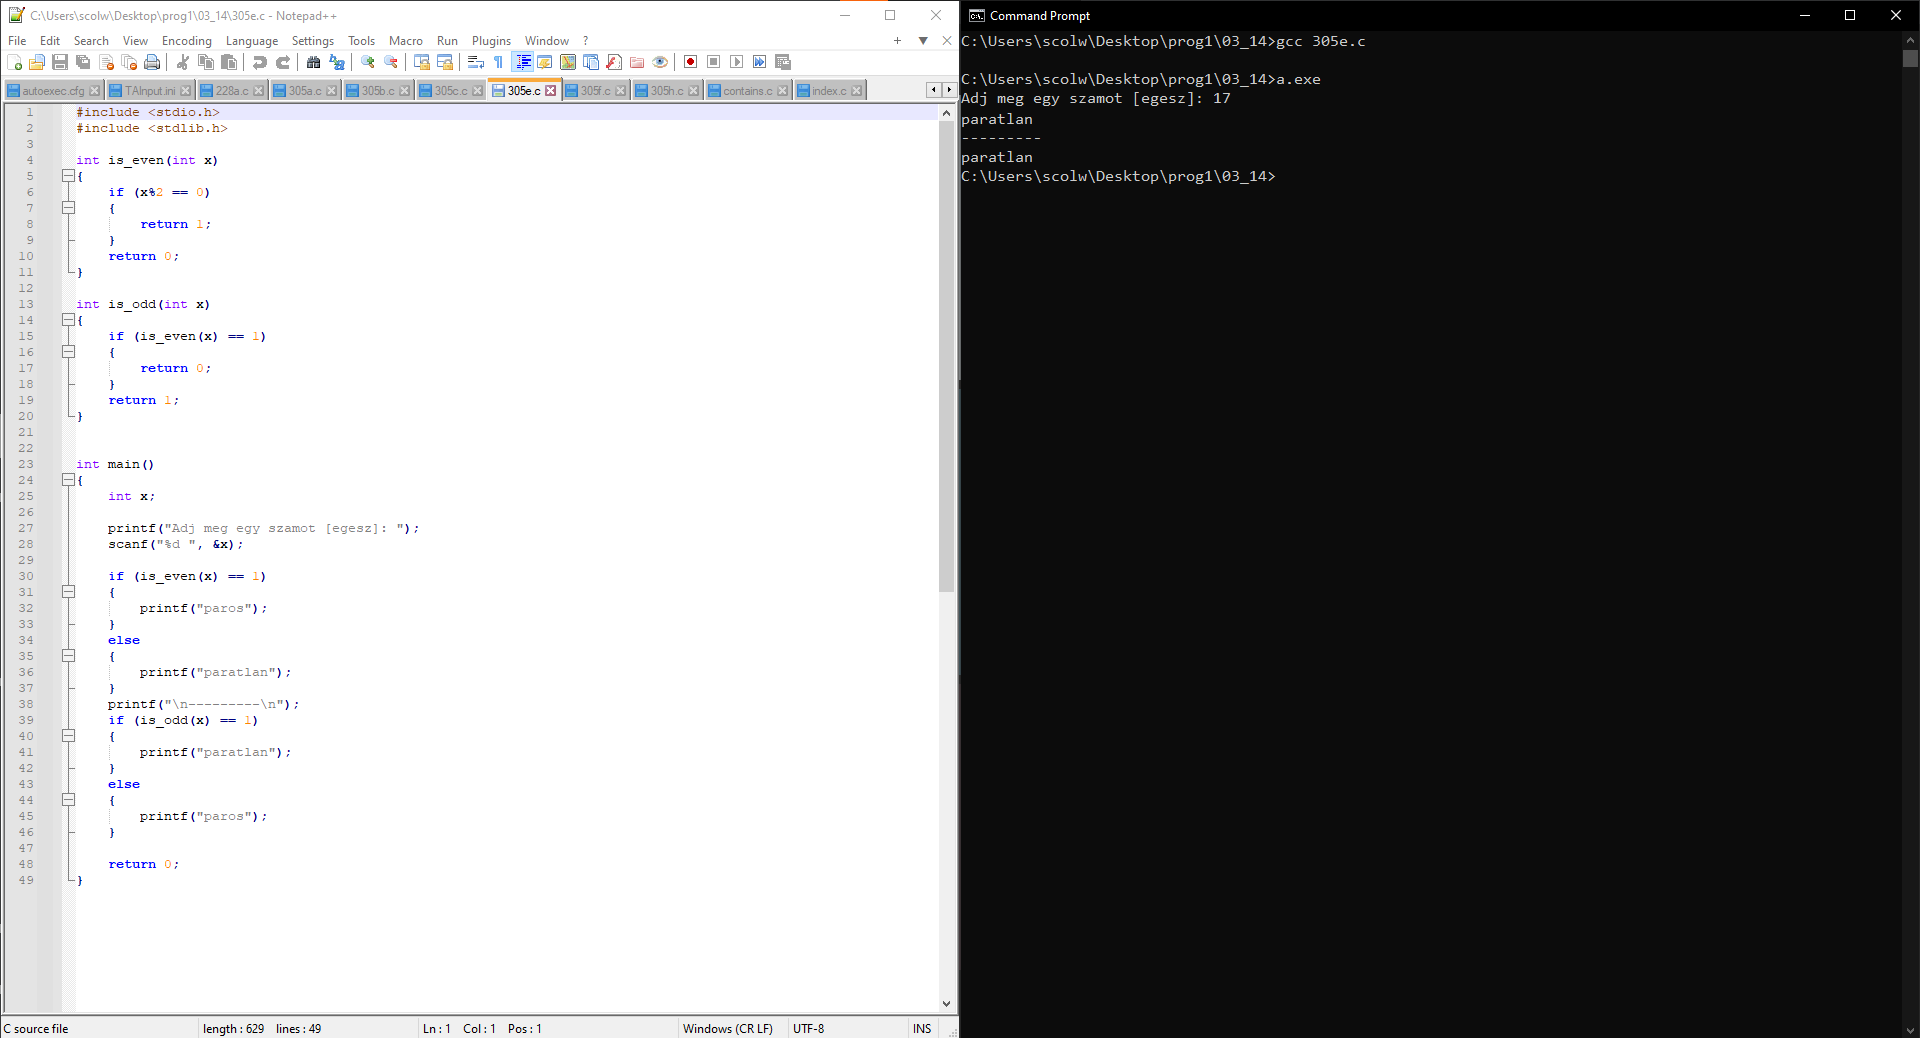 C:\Users\scolw\Desktop\prog1\03_14\305e.c - Notepad++
File Edit Search View Encoding Language Settings Tools Macro Run Plugins Window ?
autoexec.cfg TAInput.ini 228a.c 305a.c 305b.c 305c.c 305e.c 305f.c 305h.c contains.c index.c
1 #include <stdio.h>
2 #include <stdlib.h>
3
4 int is_even(int x)
5 {
6 if (x%2 == 0)
7 {
8 return 1;
9 }
10 return 0;
11 }
12
13 int is_odd(int x)
14 {
15 if (is_even(x) == 1)
16 {
17 return 0;
18 }
19 return 1;
20 }
21
22
23 int main()
24 {
25 int x;
26
27 printf("Adj meg egy szamot [egesz]: ");
28 scanf("%d ", &x);
29
30 if (is_even(x) == 1)
31 {
32 printf("paros");
33 }
34 else
35 {
36 printf("paratlan");
37 }
38 printf("\n---------\n");
39 if (is_odd(x) == 1)
40 {
41 printf("paratlan");
42 }
43 else
44 {
45 printf("paros");
46 }
47
48 return 0;
49 }
C source file length : 629 lines : 49 Ln : 1 Col : 1 Pos : 1 Windows (CR LF) UTF-8 INS
Command Prompt
C:\Users\scolw\Desktop\prog1\03_14>gcc 305e.c
C:\Users\scolw\Desktop\prog1\03_14>a.exe
Adj meg egy szamot [egesz]: 17
paratlan
---------
paratlan
C:\Users\scolw\Desktop\prog1\03_14>